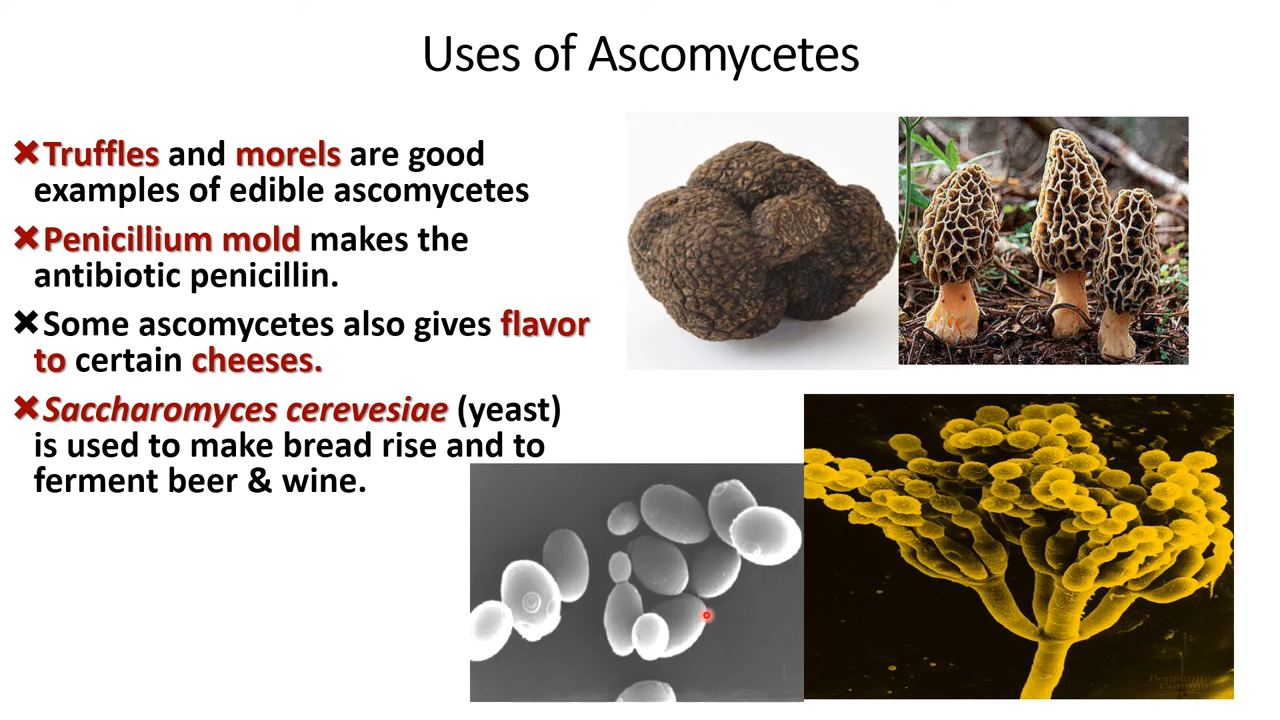 Uses of Ascomycetes
✖Truffles and morels are good
examples of edible ascomycetes
✖Penicillium mold makes the
antibiotic penicillin.
✖Some ascomycetes also gives flavor
to certain cheeses.
✖Saccharomyces cerevesiae (yeast)
is used to make bread rise and to
ferment beer & wine.
Benjamin